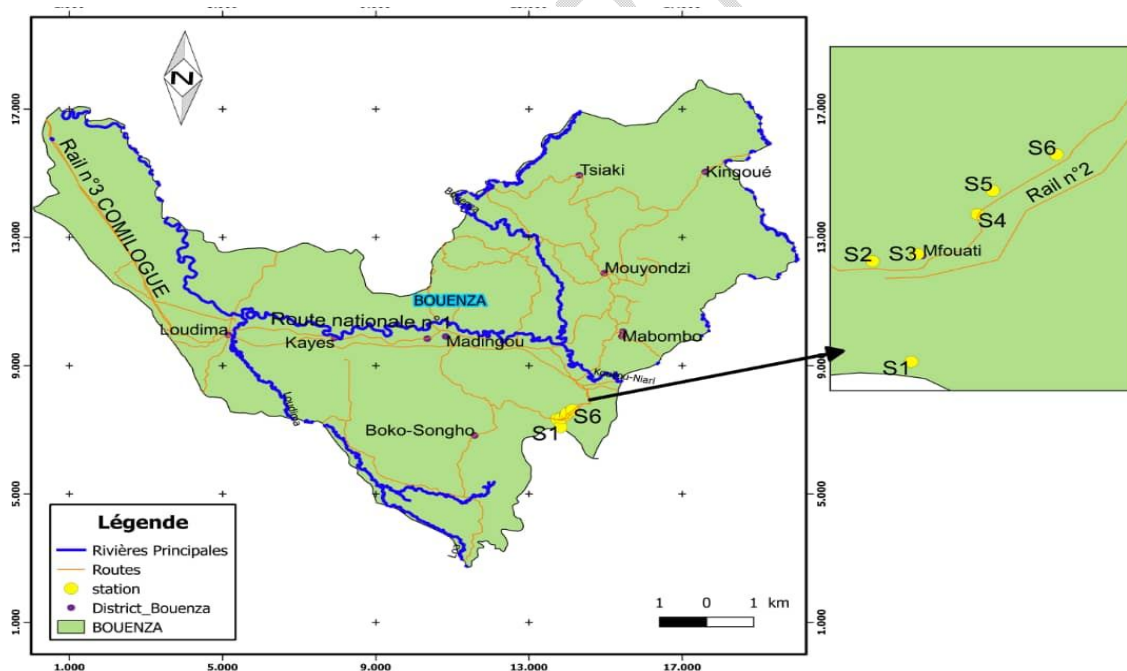 N
Rail n°3 COMILOGUE
Tsiaki
Kingoué
Mouyondzi
BOUENZA
Route nationale n°1
Loudima
Kayes
Madingou
Mabombo
Loudima
Boko-Songho
S6
S1
17.000
13.000
9.000
5.000
1.000
17.000
13.000
9.000
5.000
1.000
1.000
5.000
9.000
13.000
17.000
Légende
Rivières Principales
Routes
station
District_Bouenza
BOUENZA
1 0 1 km
S6
S5
Rail n°2
S4
S2
S3
Mfouati
S1